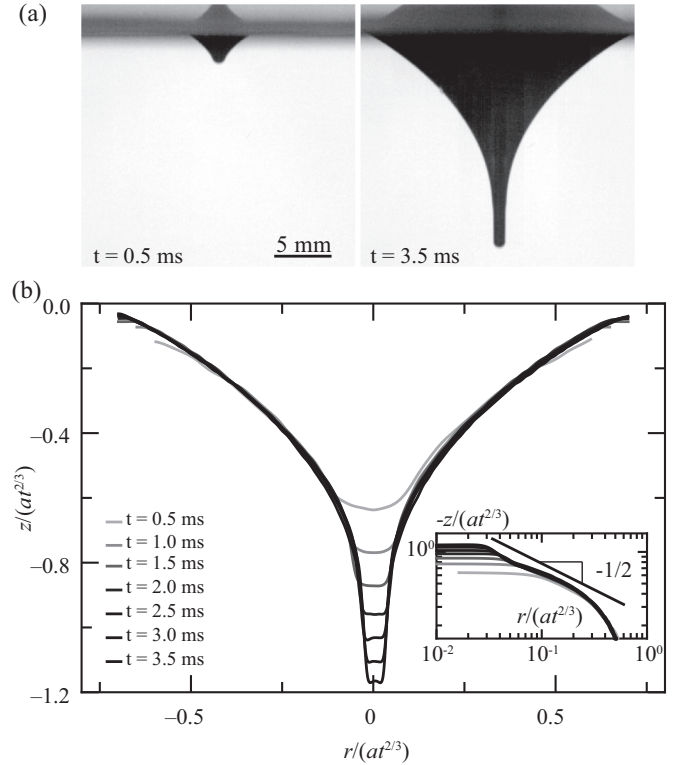 (a)
t = 0.5 ms
5 mm
t = 3.5 ms
(b)
0.0
−0.4
−0.8
−1.2
z/(at^{2/3})
t = 0.5 ms
t = 1.0 ms
t = 1.5 ms
t = 2.0 ms
t = 2.5 ms
t = 3.0 ms
t = 3.5 ms
-z/(at^{2/3})
10^0
-1/2
r/(at^{2/3})
10^{-2}
10^{-1}
10^0
−0.5
0
0.5
r/(at^{2/3})